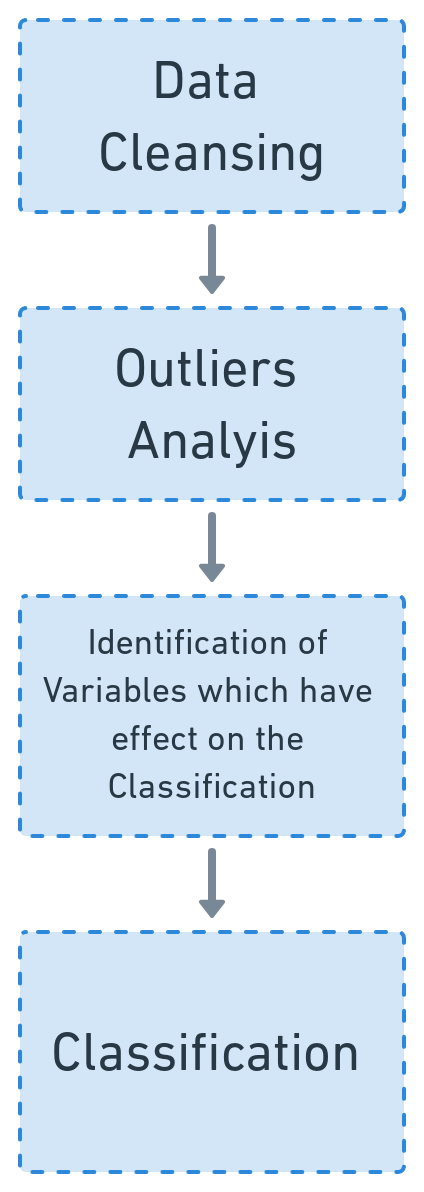 Data
Cleansing
Outliers
Analyis
Identification of
Variables which have
effect on the
Classification
Classification